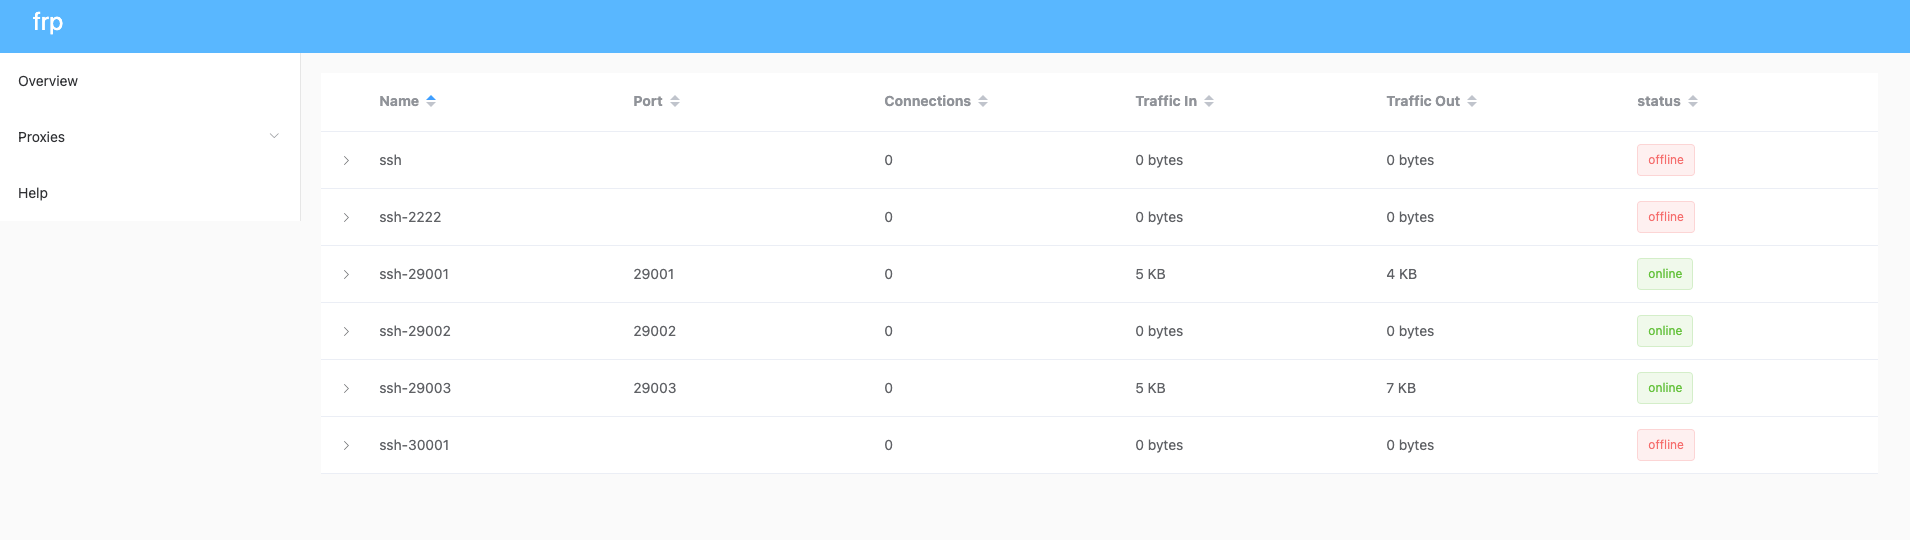 frp
Overview
Proxies
Help
Name Port Connections Traffic In Traffic Out status
ssh 0 0 bytes 0 bytes offline
ssh-2222 0 0 bytes 0 bytes offline
ssh-29001 29001 0 5 KB 4 KB online
ssh-29002 29002 0 0 bytes 0 bytes online
ssh-29003 29003 0 5 KB 7 KB online
ssh-30001 0 0 bytes 0 bytes offline